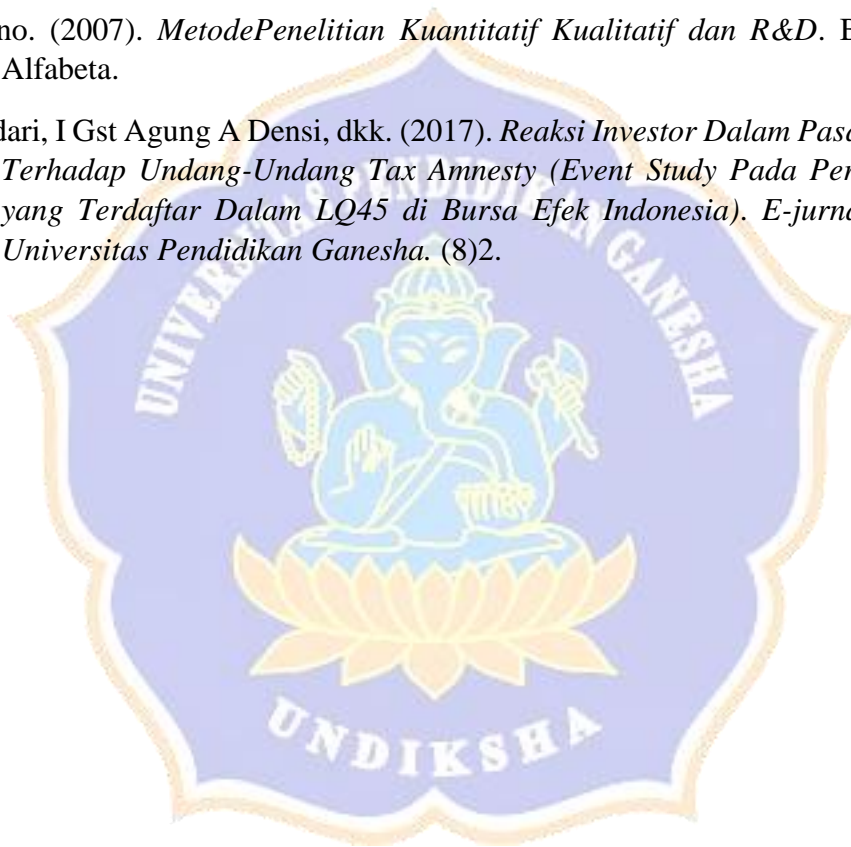 no. (2007). MetodePenelitian Kuantitatif Kualitatif dan R&D. B
Alfabeta.
dari, I Gst Agung A Densi, dkk. (2017). Reaksi Investor Dalam Pasa
Terhadap Undang-Undang Tax Amnesty (Event Study Pada Per
yang Terdaftar Dalam LQ45 di Bursa Efek Indonesia). E-jurna
Universitas Pendidikan Ganesha. (8)2.
UNIVERSITAS PENDIDIKAN GANESHA
UNDIKSHA